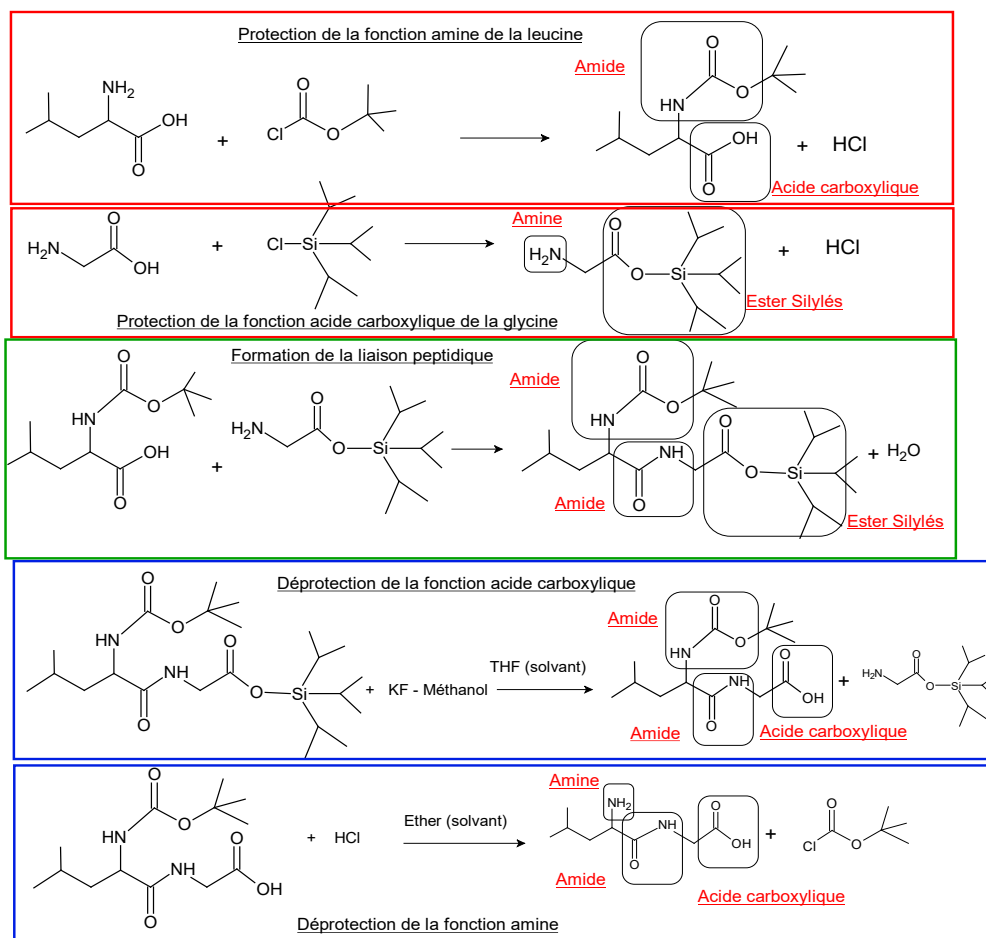 Protection de la fonction amine de la leucine
Amide
NH2
OH
O
+
Cl
O
O
HN
O
O
OH
O
+
HCl
Acide carboxylique
H2N
O
OH
+
Cl
Si
Amine
H2N
O
O
Si
+
HCl
Ester Silylés
Protection de la fonction acide carboxylique de la glycine
Formation de la liaison peptidique
Amide
O
HN
O
OH
O
+
H2N
O
O
Si
O
HN
O
NH
O
O
O
Si
+ H2O
Amide
Ester Silylés
Déprotection de la fonction acide carboxylique
O
HN
O
NH
O
O
O
Si
+
KF - Méthanol
THF (solvant)
Amide
O
HN
O
NH
O
O
OH
+
H2N
O
O
Si
Amide
Acide carboxylique
O
HN
O
NH
O
O
OH
+
HCl
Ether (solvant)
Amine
NH2
NH
O
O
OH
+
O
Cl
O
Amide
Acide carboxylique
Déprotection de la fonction amine